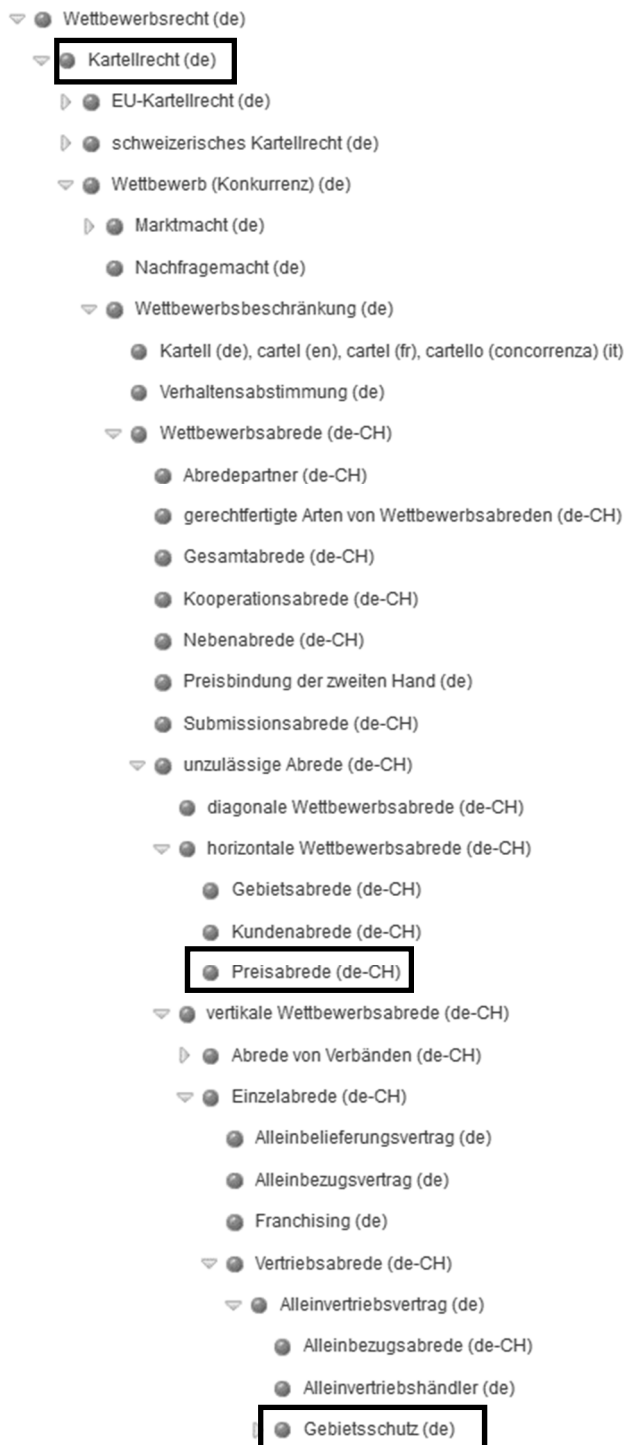 Wettbewerbsrecht (de)
Kartellrecht (de)
EU-Kartellrecht (de)
schweizerisches Kartellrecht (de)
Wettbewerb (Konkurrenz) (de)
Marktmacht (de)
Nachfragemacht (de)
Wettbewerbsbeschränkung (de)
Kartell (de), cartel (en), cartel (fr), cartello (concorrenza) (it)
Verhaltensabstimmung (de)
Wettbewerbsabrede (de-CH)
Abredepartner (de-CH)
gerechtfertigte Arten von Wettbewerbsabreden (de-CH)
Gesamtabrede (de-CH)
Kooperationsabrede (de-CH)
Nebenabrede (de-CH)
Preisbindung der zweiten Hand (de)
Submissionsabrede (de-CH)
unzulässige Abrede (de-CH)
diagonale Wettbewerbsabrede (de-CH)
horizontale Wettbewerbsabrede (de-CH)
Gebietsabrede (de-CH)
Kundenabrede (de-CH)
Preisabrede (de-CH)
vertikale Wettbewerbsabrede (de-CH)
Abrede von Verbänden (de-CH)
Einzelabrede (de-CH)
Alleinbelieferungsvertrag (de)
Alleinbezugsvertrag (de)
Franchising (de)
Vertriebsabrede (de-CH)
Alleinvertriebsvertrag (de)
Alleinbezugsabrede (de-CH)
Alleinvertriebshändler (de)
Gebietsschutz (de)